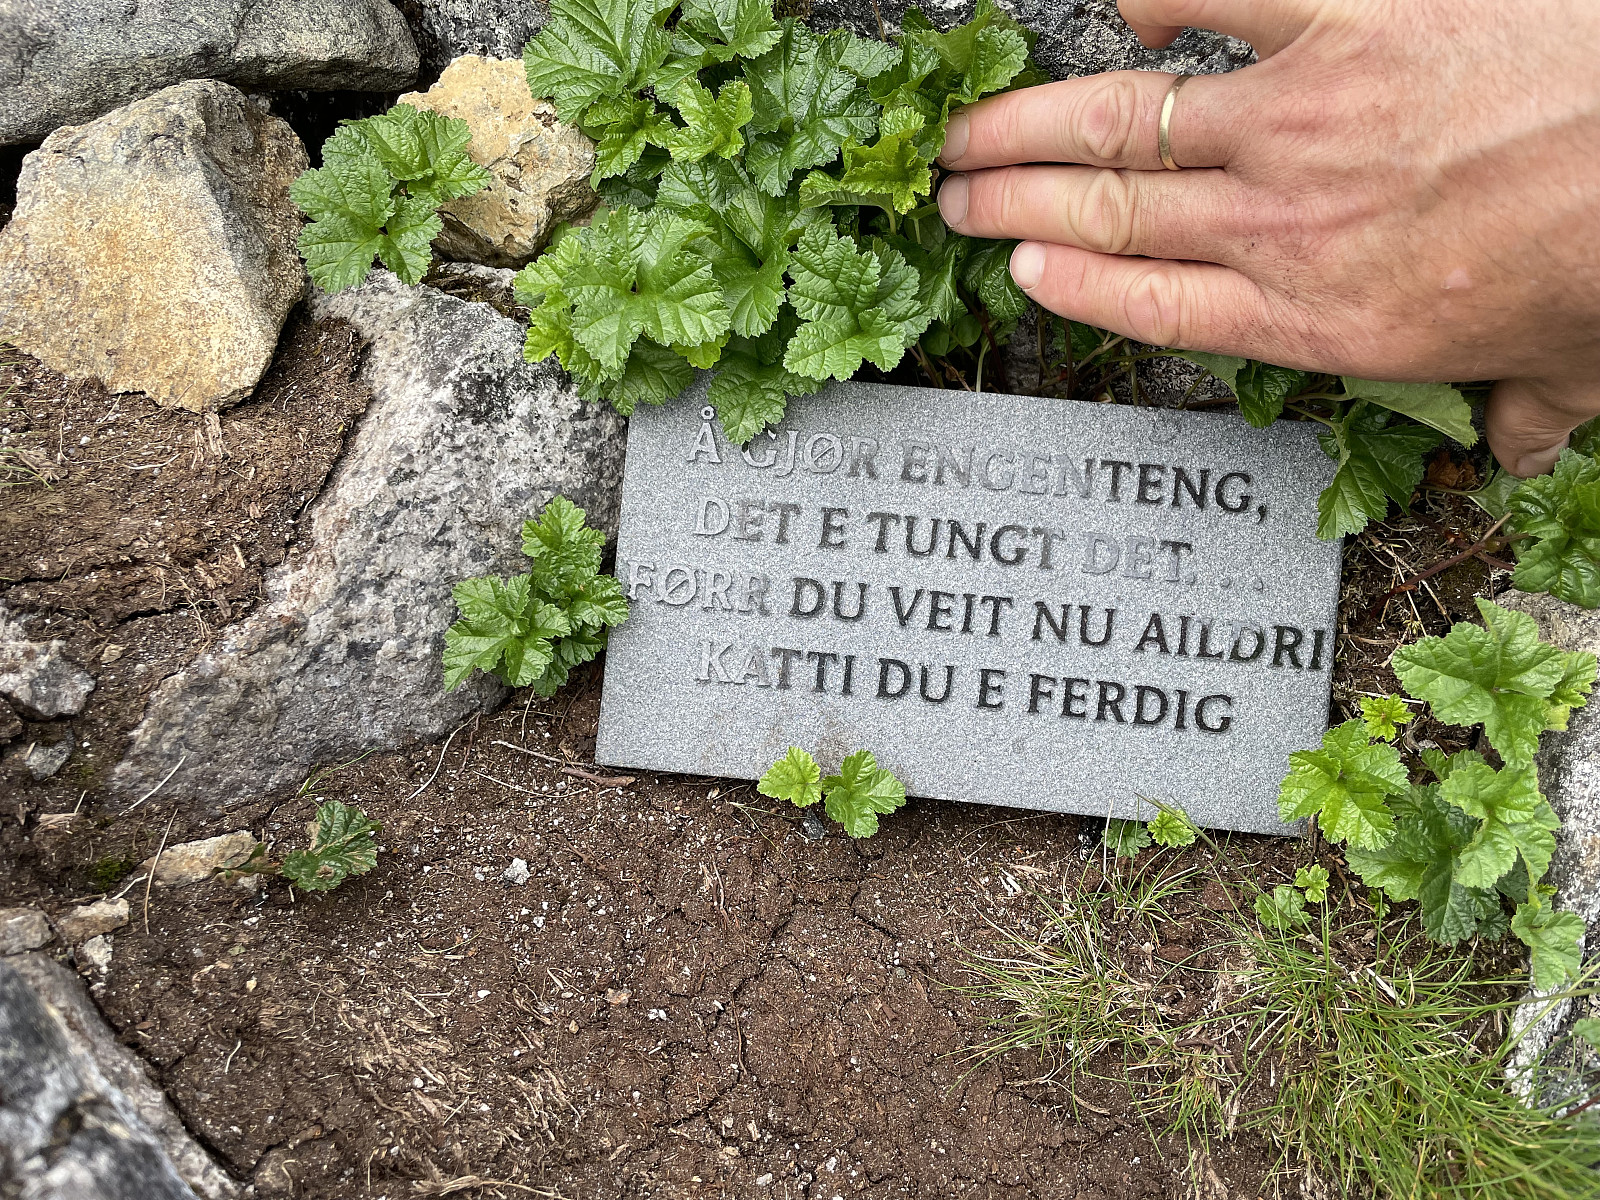 Å GJØR ENGENTENG,
DET E TUNGT DET. . .
FØRR DU VEIT NU AILDRI
KATTI DU E FERDIG